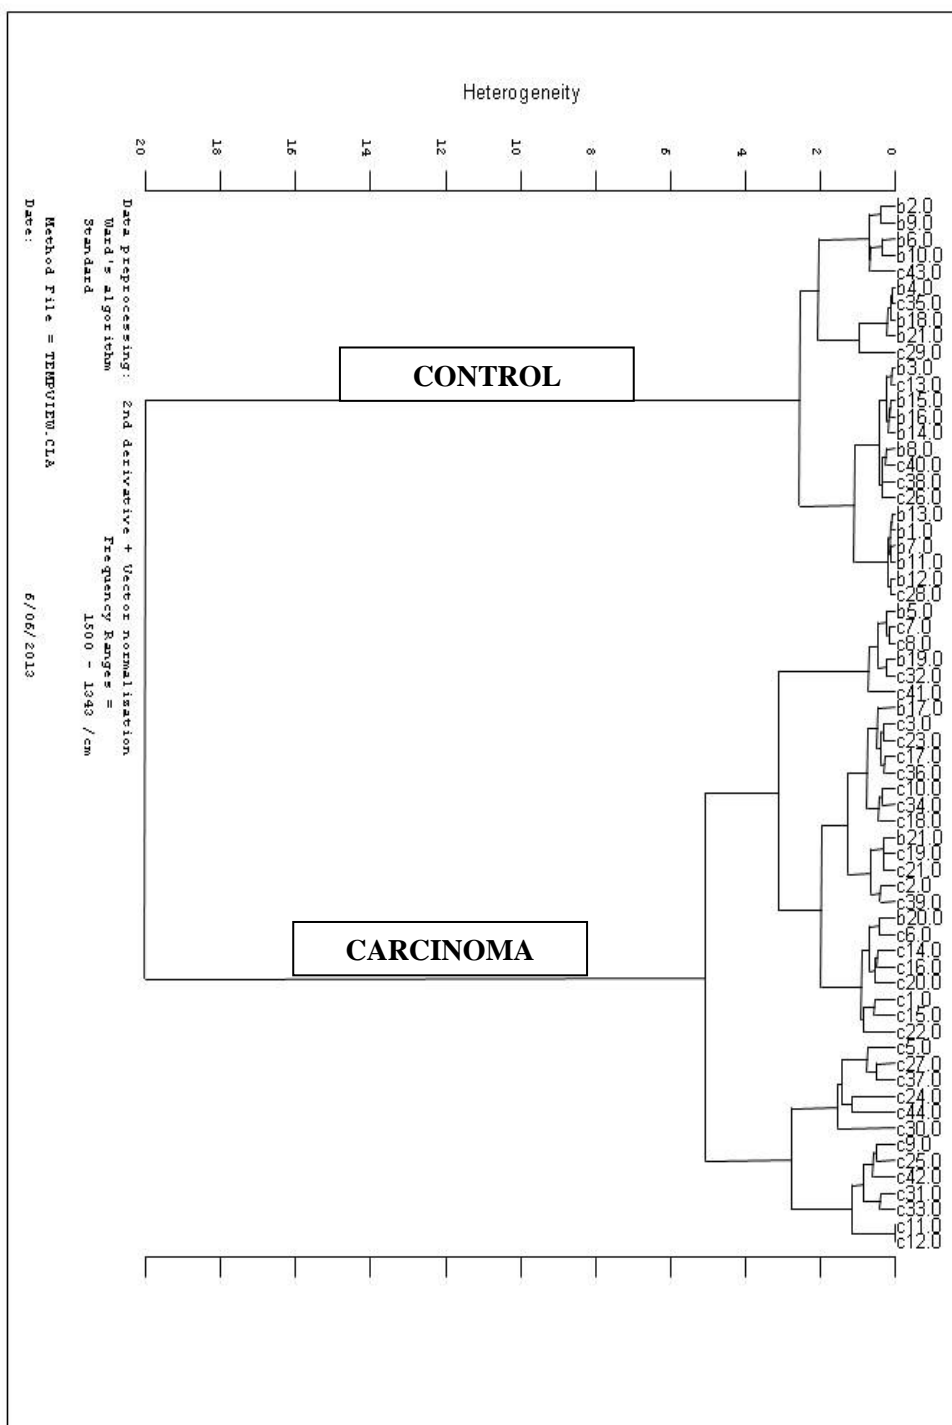 Heterogeneity
20
18
16
14
12
10
8
6
4
2
0
b2.0
b9.0
b6.0
b10.0
c43.0
b4.0
c35.0
b18.0
b21.0
c29.0
b3.0
c13.0
b15.0
b16.0
b14.0
b8.0
c40.0
c38.0
c26.0
b13.0
b1.0
b7.0
b11.0
b12.0
c28.0
b5.0
c7.0
c8.0
b19.0
c32.0
c41.0
b17.0
c3.0
c23.0
c17.0
c36.0
c10.0
c34.0
c18.0
b21.0
c19.0
c21.0
c2.0
c39.0
b20.0
c6.0
c14.0
c16.0
c20.0
c1.0
c15.0
c22.0
c5.0
c27.0
c37.0
c24.0
c44.0
c30.0
c9.0
c25.0
c42.0
c31.0
c33.0
c11.0
c12.0
CONTROL
CARCINOMA
Data preprocessing: 2nd derivative + Vector normalization
Ward's algorithm Frequency Ranges =
Standard 1500 - 1343 /cm
Method File = TEMPVIEW.CLA
Date: 6/06/2013